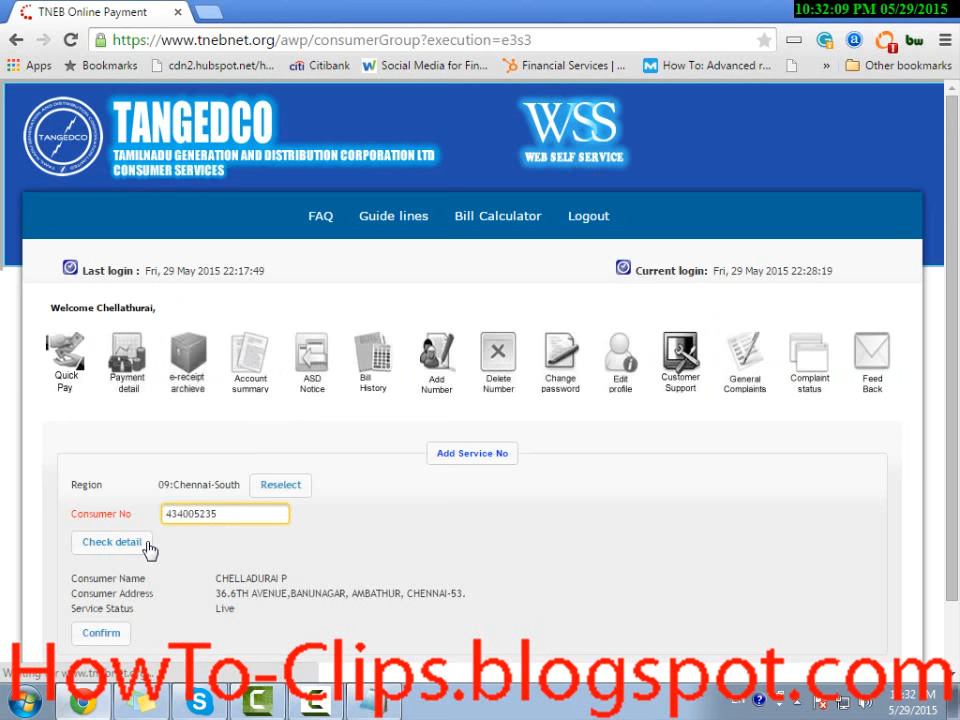 10:32:09 PM 05/29/2015
TNEB Online Payment
https://www.tnebnet.org/awp/consumerGroup?execution=e3s3
Apps Bookmarks cdn2.hubspot.net/h... citi Citibank W Social Media for Fin... Financial Services | ... M How To: Advanced r... » Other bookmarks
TANGEDCO
TANGEDCO
TAMILNADU GENERATION AND DISTRIBUTION CORPORATION LTD
CONSUMER SERVICES
WSS
WEB SELF SERVICE
FAQ Guide lines Bill Calculator Logout
Last login : Fri, 29 May 2015 22:17:49 Current login: Fri, 29 May 2015 22:28:19
Welcome Chellathurai,
Quick Pay
Payment detail
e-receipt archieve
Account summary
ASD Notice
Bill History
Add Number
Delete Number
Change password
Edit profile
Customer Support
General Complaints
Complaint status
Feed Back
Add Service No
Region 09:Chennai-South Reselect
Consumer No 434005235
Check detail
Consumer Name CHELLADURAI P
Consumer Address 36.6TH AVENUE,BANUNAGAR, AMBATHUR, CHENNAI-53.
Service Status Live
Confirm
HowTo-Clips.blogspot.com
5/29/2015